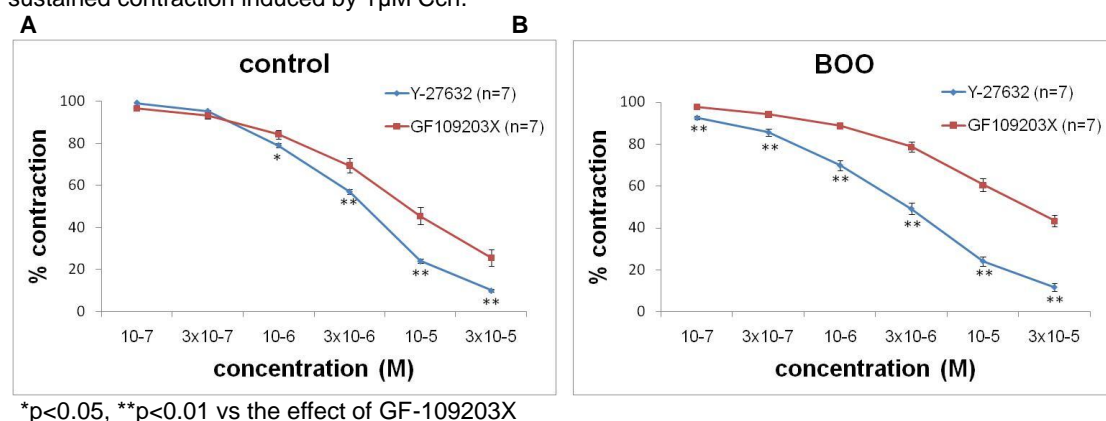 sustained contraction induced by 1μM Cch.
A
B
control
Y-27632 (n=7)
GF109203X (n=7)
% contraction
100
80
60
40
20
0
*
**
**
**
10-7 3x10-7 10-6 3x10-6 10-5 3x10-5
concentration (M)
BOO
Y-27632 (n=7)
GF109203X (n=7)
% contraction
100
80
60
40
20
0
**
**
**
**
**
**
10-7 3x10-7 10-6 3x10-6 10-5 3x10-5
concentration (M)
*p<0.05, **p<0.01 vs the effect of GF-109203X